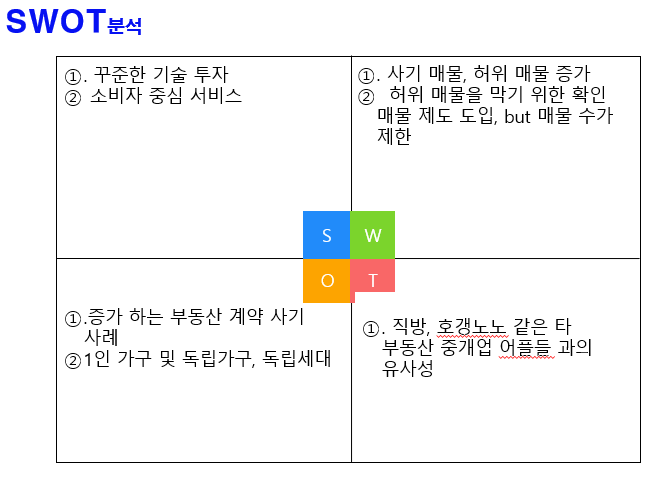 SWOT분석
①. 꾸준한 기술 투자
② 소비자 중심 서비스
①. 사기 매물, 허위 매물 증가
② 허위 매물을 막기 위한 확인
매물 제도 도입, but 매물 수가
제한
S W
O T
①.증가 하는 부동산 계약 사기
사례
②1인 가구 및 독립가구, 독립세대
①. 직방, 호갱노노 같은 타
부동산 중개업 어플들 과의
유사성